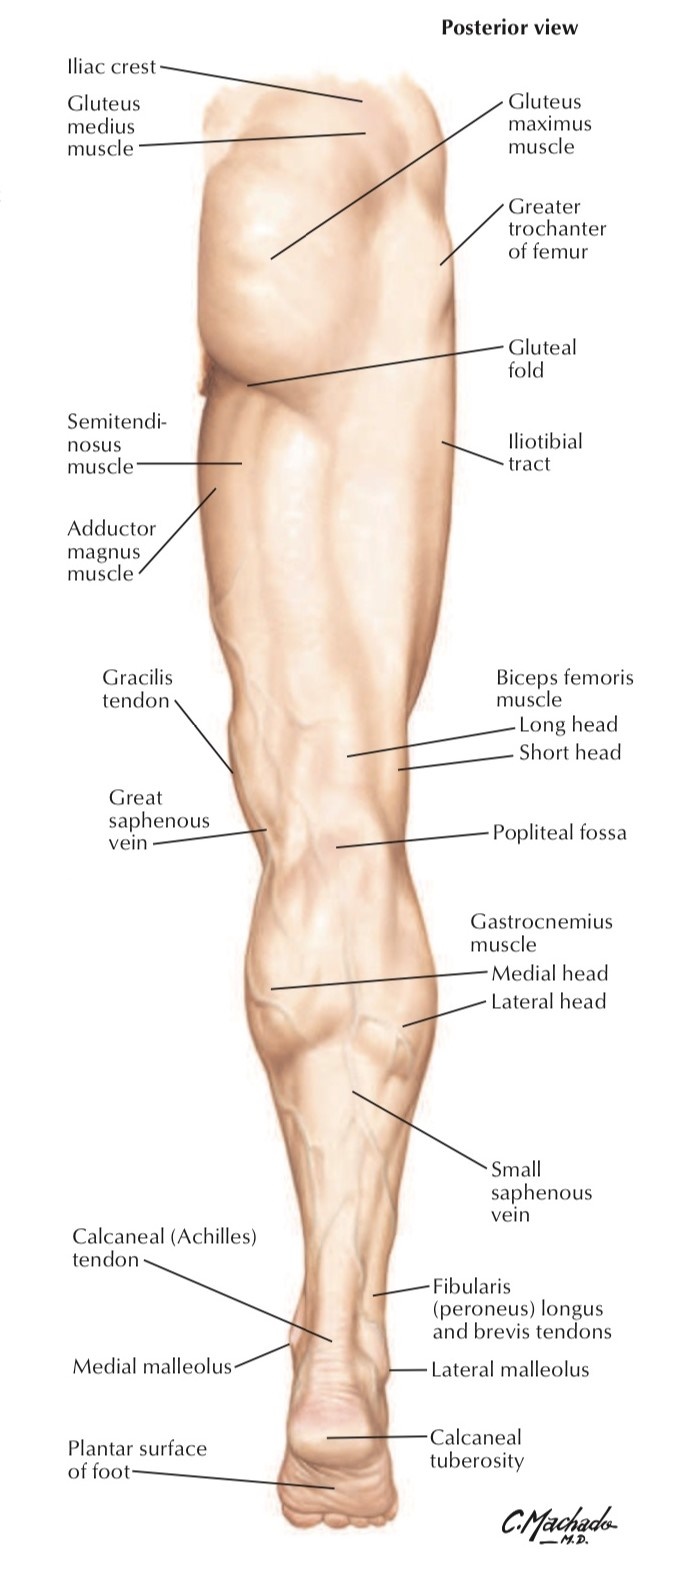 Posterior view
Iliac crest
Gluteus
medius
muscle
Gluteus
maximus
muscle
Greater
trochanter
of femur
Gluteal
fold
Semitendi-
nosus
muscle
Iliotibial
tract
Adductor
magnus
muscle
Gracilis
tendon
Biceps femoris
muscle
Long head
Short head
Great
saphenous
vein
Popliteal fossa
Gastrocnemius
muscle
Medial head
Lateral head
Small
saphenous
vein
Calcaneal (Achilles)
tendon
Fibularis
(peroneus) longus
and brevis tendons
Medial malleolus
Lateral malleolus
Calcaneal
tuberosity
Plantar surface
of foot
C.Machado
M.D.